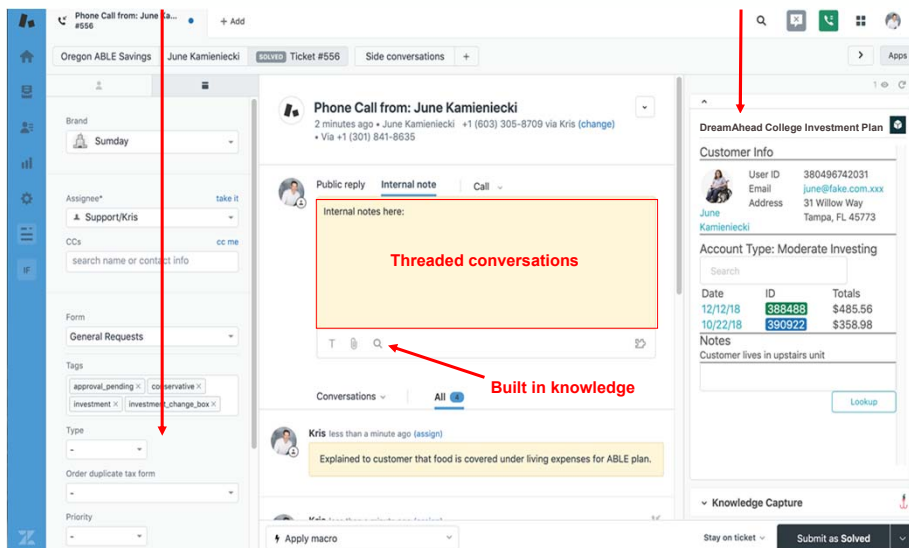 Phone Call from: June Ka...
#556
+ Add
Oregon ABLE Savings
June Kamieniecki
SOLVED Ticket #556
Side conversations
+
Apps
Brand
Sumday
Assignee*
take it
Support/Kris
CCs
cc me
search name or contact info
Form
General Requests
Tags
approval_pending ×
conservative ×
investment ×
investment_change_box ×
Type
-
Order duplicate tax form
-
Priority
-
Phone Call from: June Kamieniecki
2 minutes ago • June Kamieniecki +1 (603) 305-8709 via Kris (change)
• Via +1 (301) 841-8635
Public reply
Internal note
Call
Internal notes here:
Threaded conversations
T
Built in knowledge
Conversations
All 4
Kris less than a minute ago (assign)
Explained to customer that food is covered under living expenses for ABLE plan.
Apply macro
1
DreamAhead College Investment Plan
Customer Info
User ID 380496742031
Email june@fake.com.xxx
Address 31 Willow Way
Tampa, FL 45773
June
Kamieniecki
Account Type: Moderate Investing
Search
Date ID Totals
12/12/18 388488 $485.56
10/22/18 390922 $358.98
Notes
Customer lives in upstairs unit
Lookup
Knowledge Capture
Stay on ticket
Submit as Solved